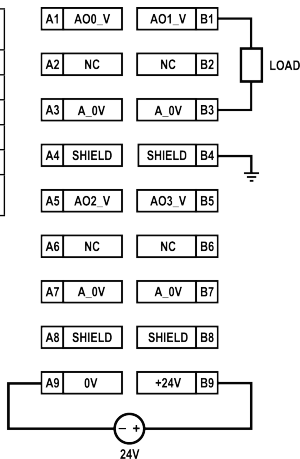 A1 AO0_V AO1_V B1
A2 NC NC B2
LOAD
A3 A_0V A_0V B3
A4 SHIELD SHIELD B4
A5 AO2_V AO3_V B5
A6 NC NC B6
A7 A_0V A_0V B7
A8 SHIELD SHIELD B8
A9 0V +24V B9
− +
24V